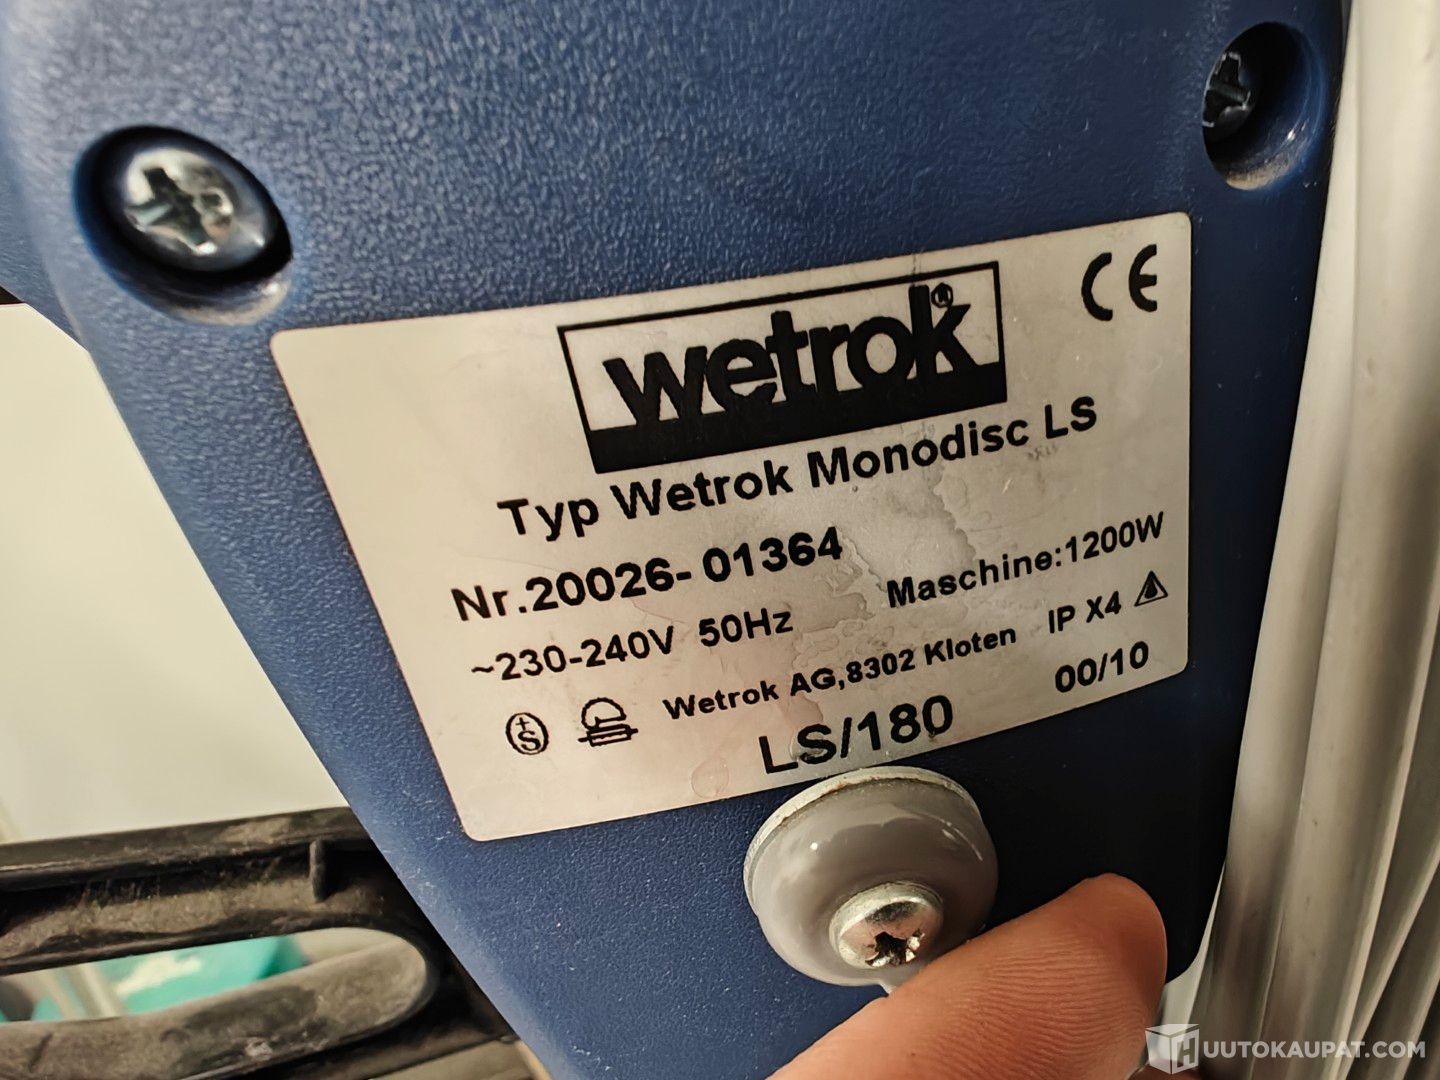 wetrok®
CE
Typ Wetrok Monodisc LS
Nr.20026-01364
~230-240V 50Hz Maschine:1200W
+S Wetrok AG,8302 Kloten IP X4
LS/180 00/10
HUUTOKAUPAT.COM